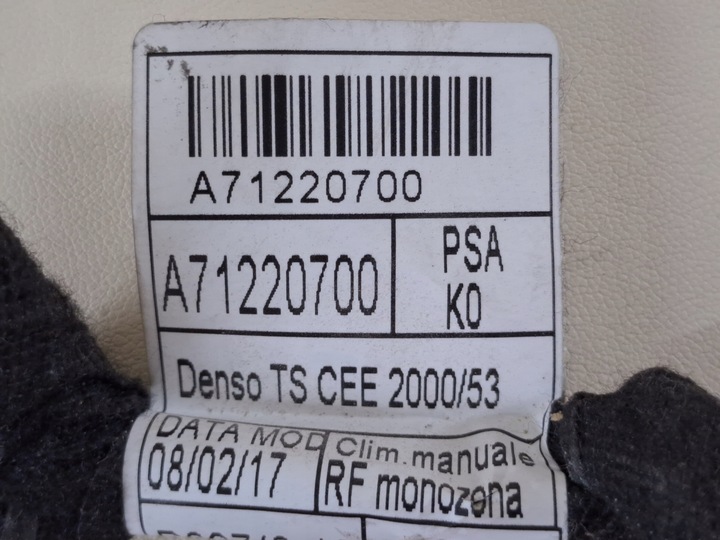 A71220700
A71220700
PSA
K0
Denso TS CEE 2000/53
DATA MOD
08/02/17
Clim.manuale
RF monozona